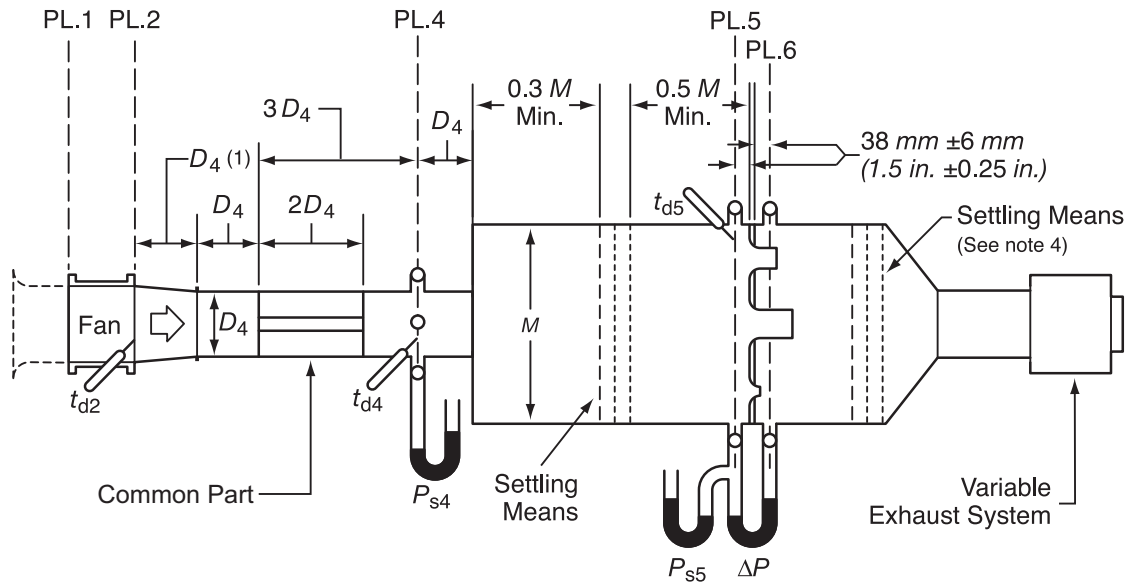 PL.1 PL.2 PL.4 PL.5
PL.6
0.3 M
Min.
0.5 M
Min.
3 D4
D4
38 mm ±6 mm
(1.5 in. ±0.25 in.)
D4 (1)
D4
2D4
td5
Settling Means
(See note 4)
Fan
D4
M
td2
td4
Common Part
Ps4
Settling
Means
Variable
Exhaust System
Ps5
ΔP